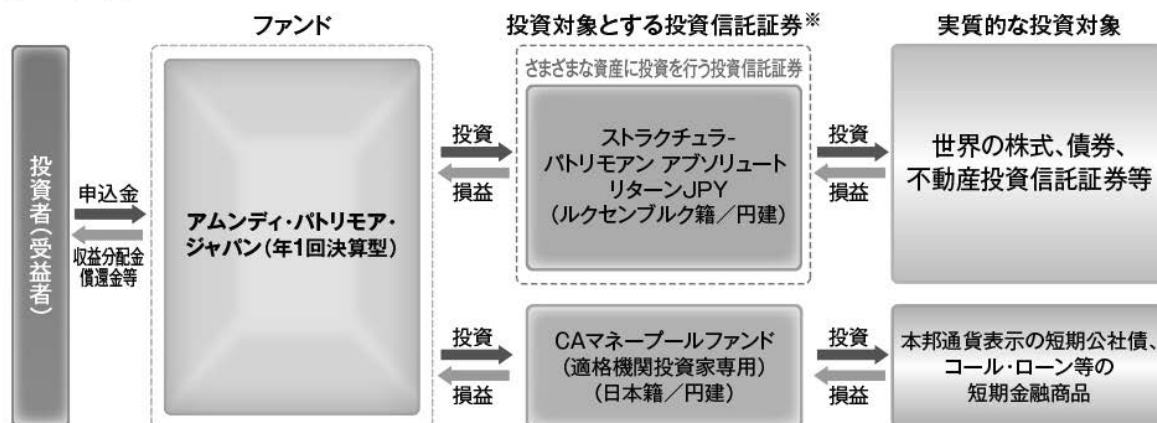 ファンド
投資対象とする投資信託証券※
実質的な投資対象
投資者(受益者)
申込金
収益分配金
償還金等
アムンディ・パトリモア・
ジャパン(年1回決算型)
投資
損益
さまざまな資産に投資を行う投資信託証券
ストラクチュラ-
パトリモアン アブソリュート
リターンJPY
(ルクセンブルク籍/円建)
投資
損益
世界の株式、債券、
不動産投資信託証券等
投資
損益
CAマネープールファンド
(適格機関投資家専用)
(日本籍/円建)
投資
損益
本邦通貨表示の短期公社債、
コール・ローン等の
短期金融商品